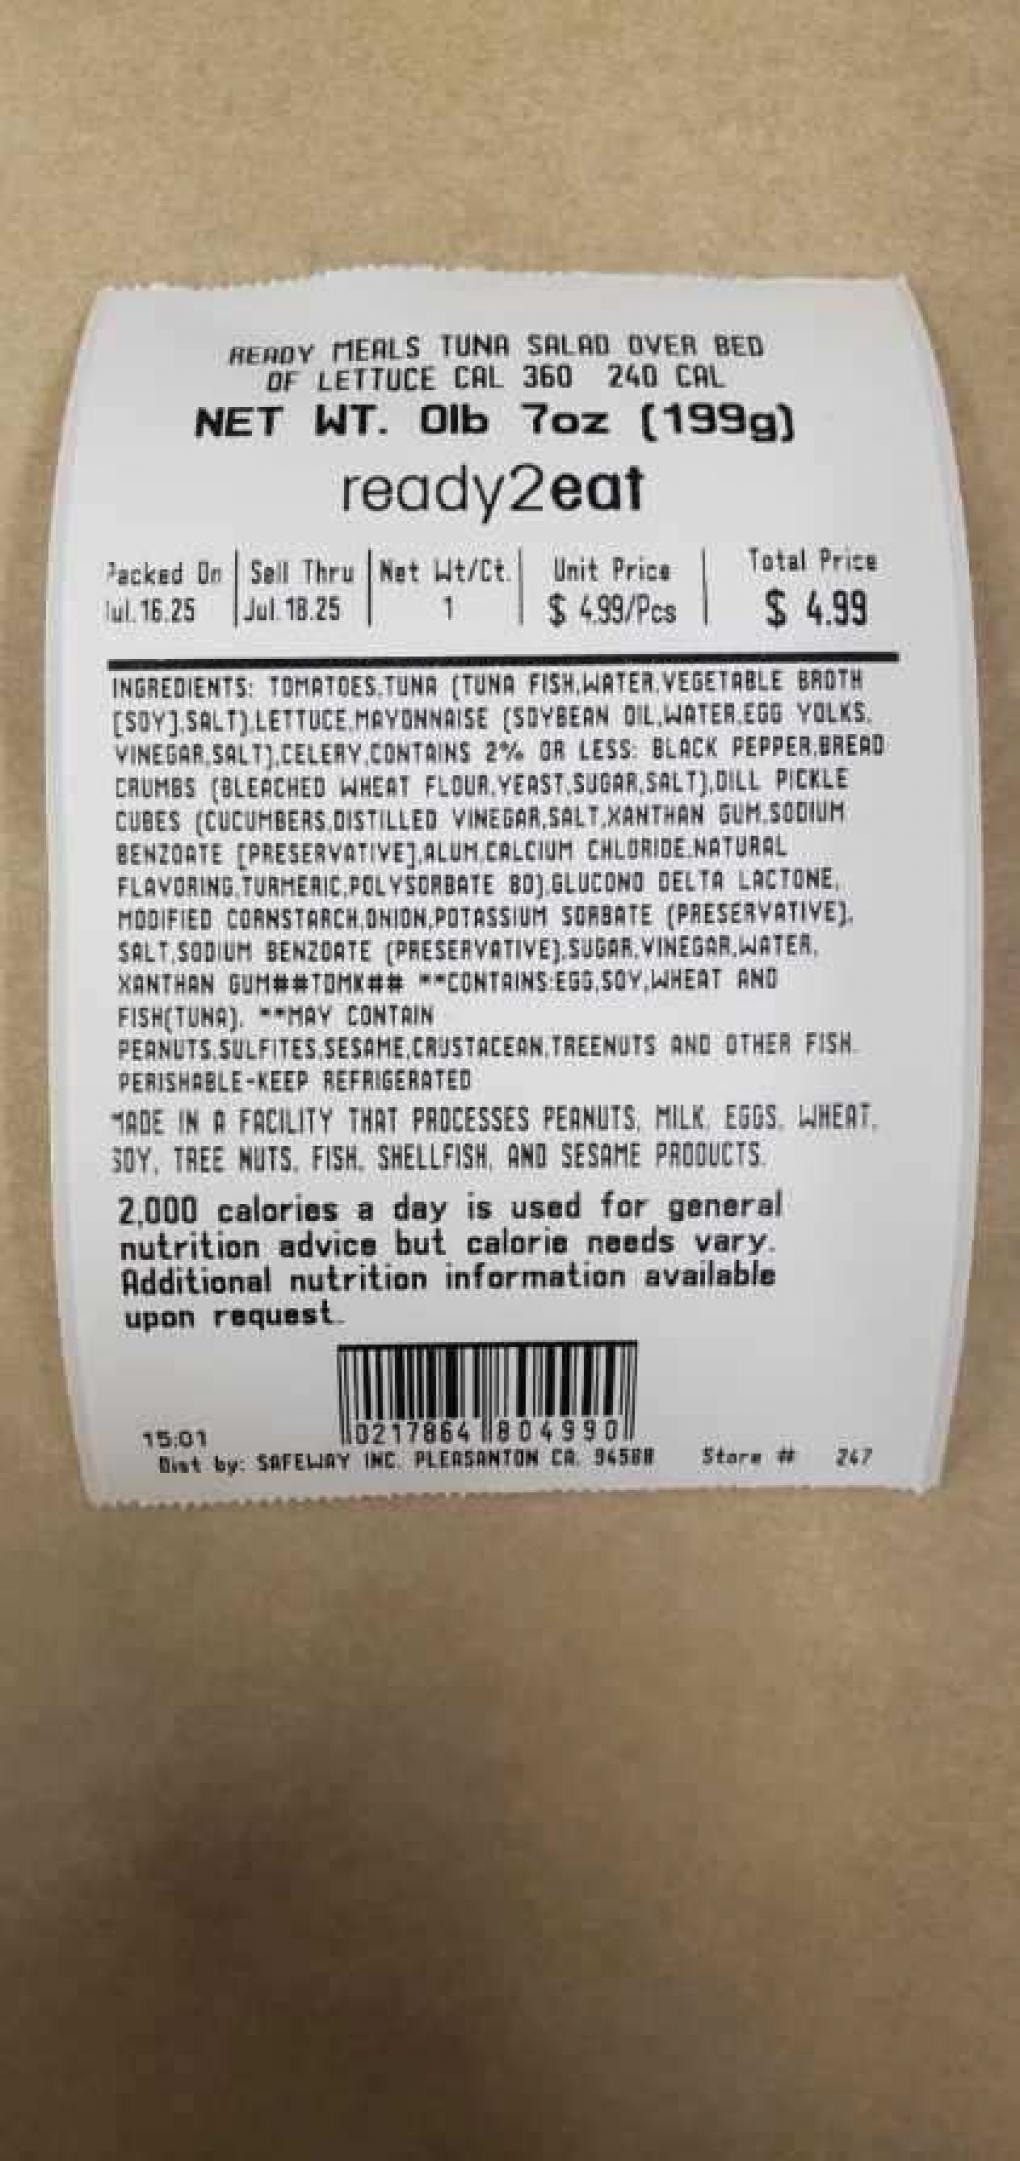 READY MEALS TUNA SALAD OVER BED
OF LETTUCE CAL 360 240 CAL
NET WT. 0lb 7oz (199g)
ready2eat
Packed On Sell Thru Net Wt/Ct. Unit Price Total Price
Jul.16.25 Jul.18.25 1 $ 4.99/Pcs $ 4.99
INGREDIENTS: TOMATOES,TUNA (TUNA FISH,WATER,VEGETABLE BROTH
[SOY],SALT),LETTUCE,MAYONNAISE (SOYBEAN OIL,WATER,EGG YOLKS,
VINEGAR,SALT),CELERY,CONTAINS 2% OR LESS: BLACK PEPPER,BREAD
CRUMBS (BLEACHED WHEAT FLOUR,YEAST,SUGAR,SALT),DILL PICKLE
CUBES (CUCUMBERS,DISTILLED VINEGAR,SALT,XANTHAN GUM,SODIUM
BENZOATE [PRESERVATIVE],ALUM,CALCIUM CHLORIDE,NATURAL
FLAVORING,TURMERIC,POLYSORBATE 80),GLUCONO DELTA LACTONE,
MODIFIED CORNSTARCH,ONION,POTASSIUM SORBATE (PRESERVATIVE),
SALT,SODIUM BENZOATE (PRESERVATIVE),SUGAR,VINEGAR,WATER,
XANTHAN GUM##TOMK## **CONTAINS:EGG,SOY,WHEAT AND
FISH(TUNA). **MAY CONTAIN
PEANUTS,SULFITES,SESAME,CRUSTACEAN,TREENUTS AND OTHER FISH.
PERISHABLE-KEEP REFRIGERATED
MADE IN A FACILITY THAT PROCESSES PEANUTS, MILK, EGGS, WHEAT,
SOY, TREE NUTS, FISH, SHELLFISH, AND SESAME PRODUCTS.
2,000 calories a day is used for general
nutrition advice but calorie needs vary.
Additional nutrition information available
upon request.
0217864 804990
15:01
Dist by: SAFEWAY INC. PLEASANTON CA. 94588 Store # 247